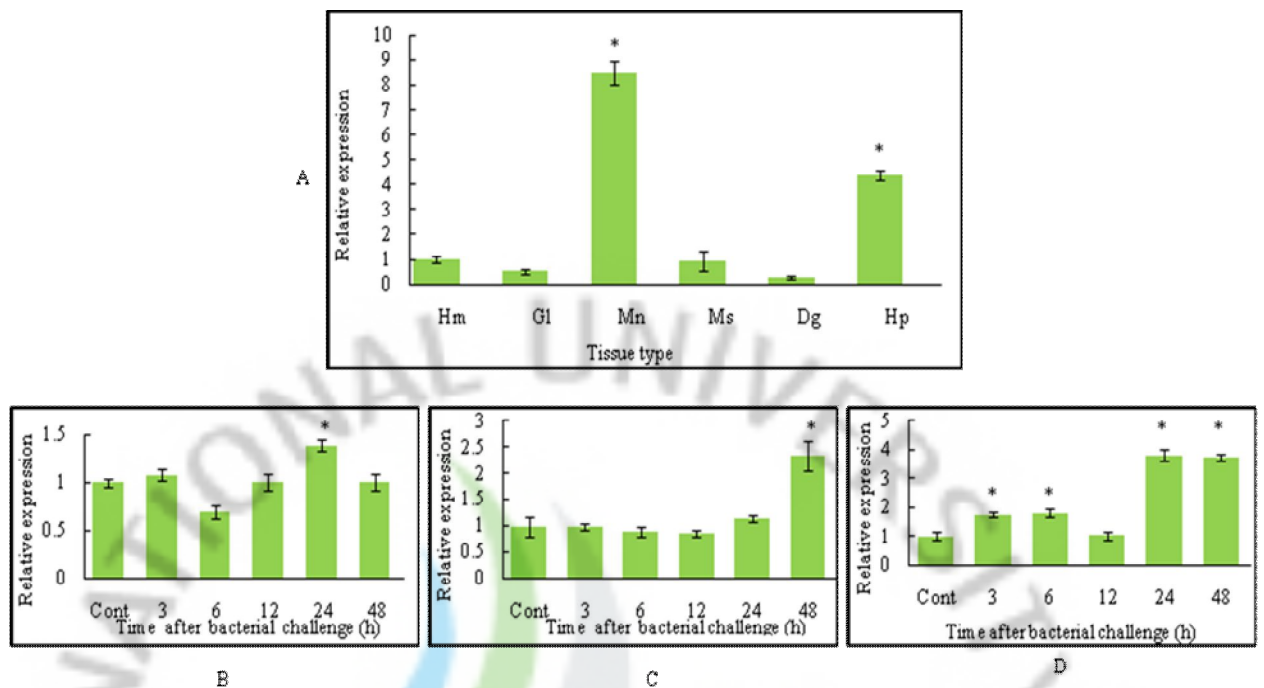 10
9
8
7
6
5
4
3
2
1
0
Relative expression
*
*
Hm Gl Mn Ms Dg Hp
Tissue type
A
1.5
1
0.5
0
Relative expression
*
Cont 3 6 12 24 48
Time after bacterial challenge (h)
B
3
2.5
2
1.5
1
0.5
0
Relative expression
*
Cont 3 6 12 24 48
Time after bacterial challenge (h)
C
5
4
3
2
1
0
Relative expression
* * * *
Cont 3 6 12 24 48
Time after bacterial challenge (h)
D
NATIONAL UNIVERSITY